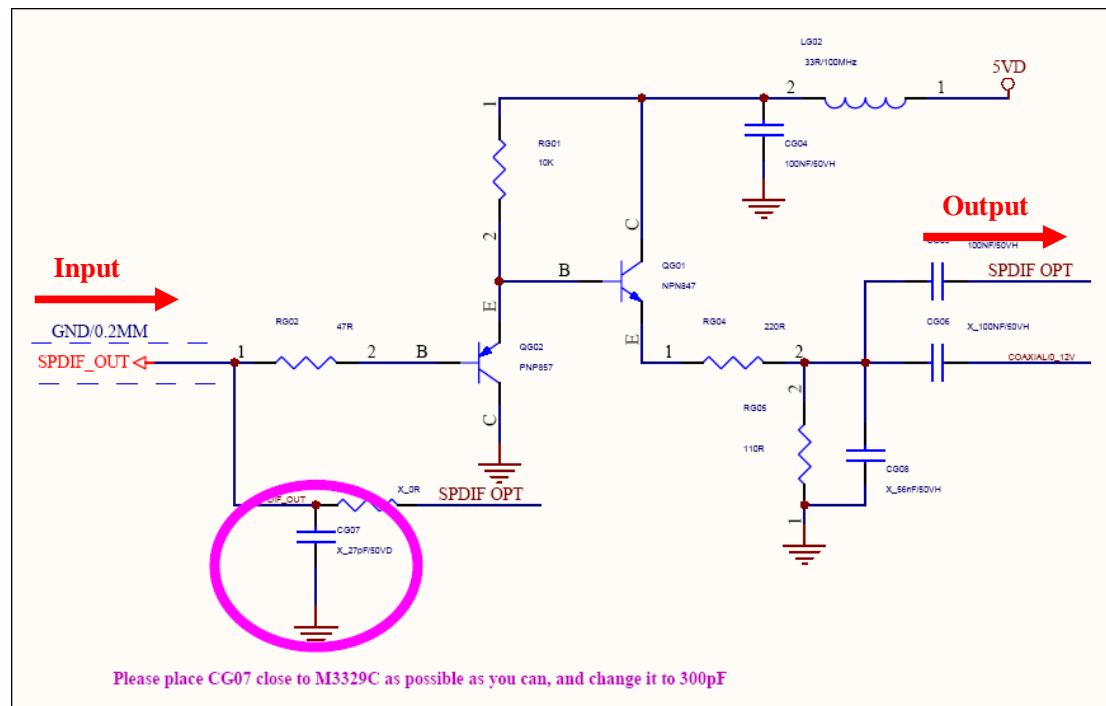 LG02
33R/100MHz
5VD
1
2
1
RG01
10K
CG04
100NF/50VH
2
C
Output
100NF/50VH
SPDIF OPT
Input
B
QG01
NPN847
E
CG06
X_100NF/50VH
GND/0.2MM
RG02
47R
RG04
220R
E
SPDIF_OUT
1
2
B
QG02
PNP857
1
2
COAXIAL/0_12V
2
C
RG05
110R
CG08
X_56nF/50VH
X_0R
SPDIF OPT
1
CG07
X_27pF/50VD
Please place CG07 close to M3329C as possible as you can, and change it to 300pF